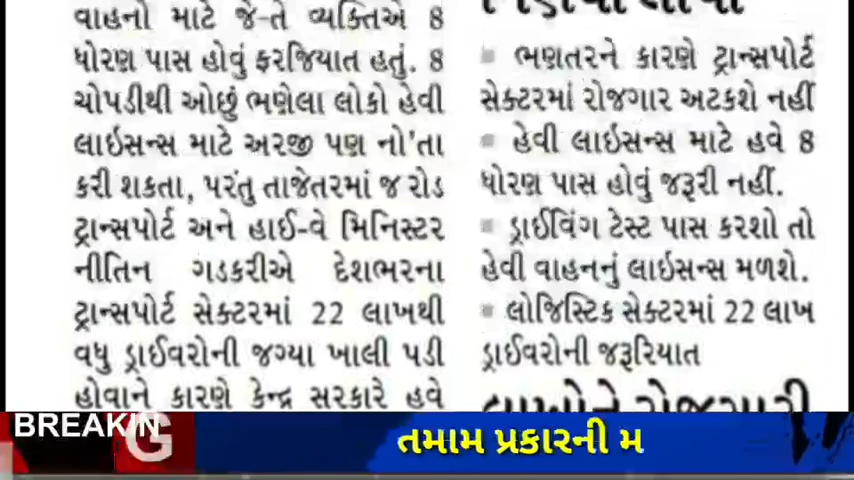 વાહનો માટે જે-તે વ્યક્તિએ 8
ધોરણ પાસ હોવું ફરજિયાત હતું. 8
ચોપડીથી ઓછું ભણેલા લોકો હેવી
લાઇસન્સ માટે અરજી પણ નો'તા
કરી શકતા, પરંતુ તાજેતરમાં જ રોડ
ટ્રાન્સપોર્ટ અને હાઈ-વે મિનિસ્ટર
નીતિન ગડકરીએ દેશભરના
ટ્રાન્સપોર્ટ સેક્ટરમાં 22 લાખથી
વધુ ડ્રાઈવરોની જગ્યા ખાલી પડી
હોવાને કારણે કેન્દ્ર સરકારે હવે
ભણતરને કારણે ટ્રાન્સપોર્ટ
સેક્ટરમાં રોજગાર અટકશે નહીં
હેવી લાઇસન્સ માટે હવે 8
ધોરણ પાસ હોવું જરૂરી નહીં.
ડ્રાઈવિંગ ટેસ્ટ પાસ કરશો તો
હેવી વાહનનું લાઇસન્સ મળશે.
લોજિસ્ટિક સેક્ટરમાં 22 લાખ
ડ્રાઈવરોની જરૂરિયાત
BREAKING
તમામ પ્રકારની મ